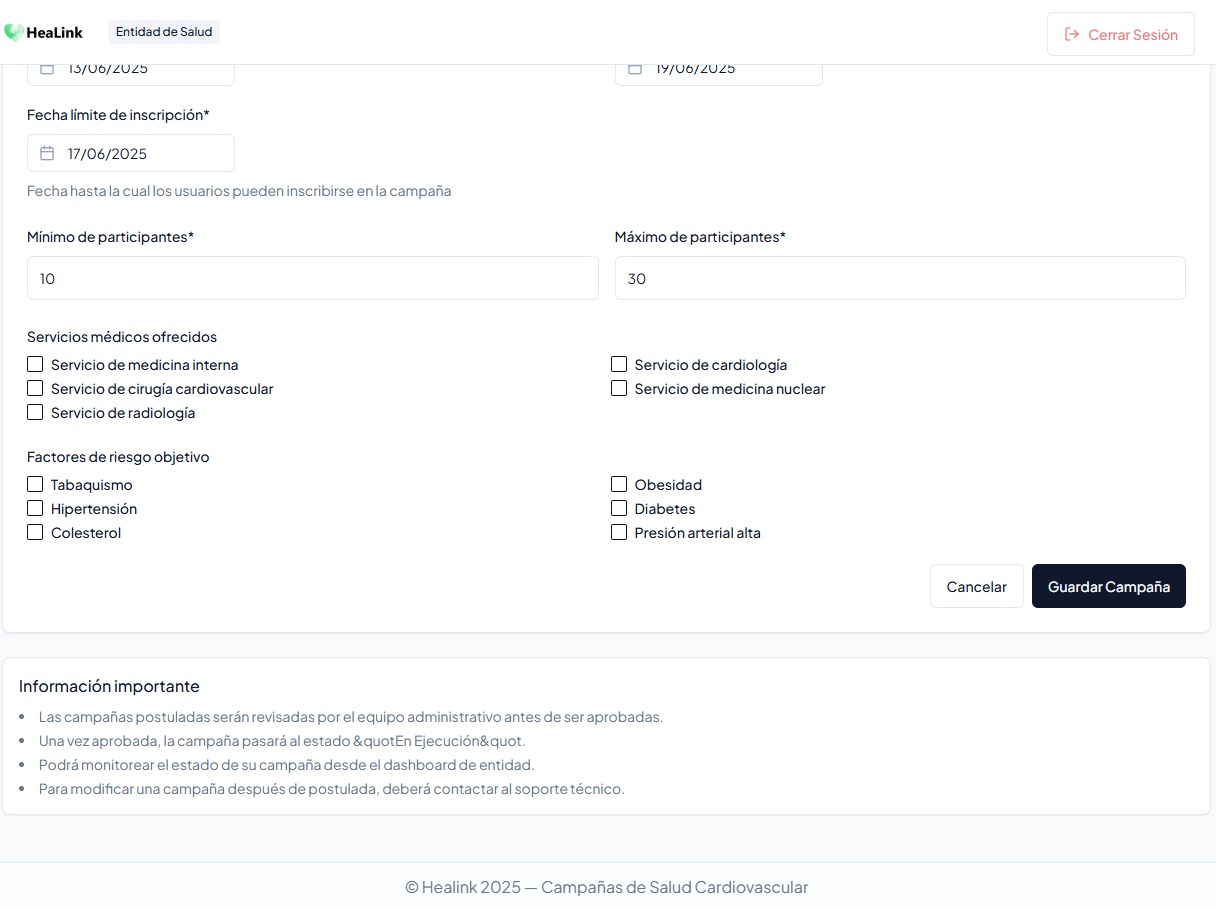 HeaLink
Entidad de Salud
Cerrar Sesión
13/06/2025
19/06/2025
Fecha límite de inscripción*
17/06/2025
Fecha hasta la cual los usuarios pueden inscribirse en la campaña
Mínimo de participantes*
Máximo de participantes*
10
30
Servicios médicos ofrecidos
Servicio de medicina interna
Servicio de cardiología
Servicio de cirugía cardiovascular
Servicio de medicina nuclear
Servicio de radiología
Factores de riesgo objetivo
Tabaquismo
Obesidad
Hipertensión
Diabetes
Colesterol
Presión arterial alta
Cancelar
Guardar Campaña
Información importante
• Las campañas postuladas serán revisadas por el equipo administrativo antes de ser aprobadas.
• Una vez aprobada, la campaña pasará al estado &quotEn Ejecución&quot.
• Podrá monitorear el estado de su campaña desde el dashboard de entidad.
• Para modificar una campaña después de postulada, deberá contactar al soporte técnico.
© Healink 2025 — Campañas de Salud Cardiovascular